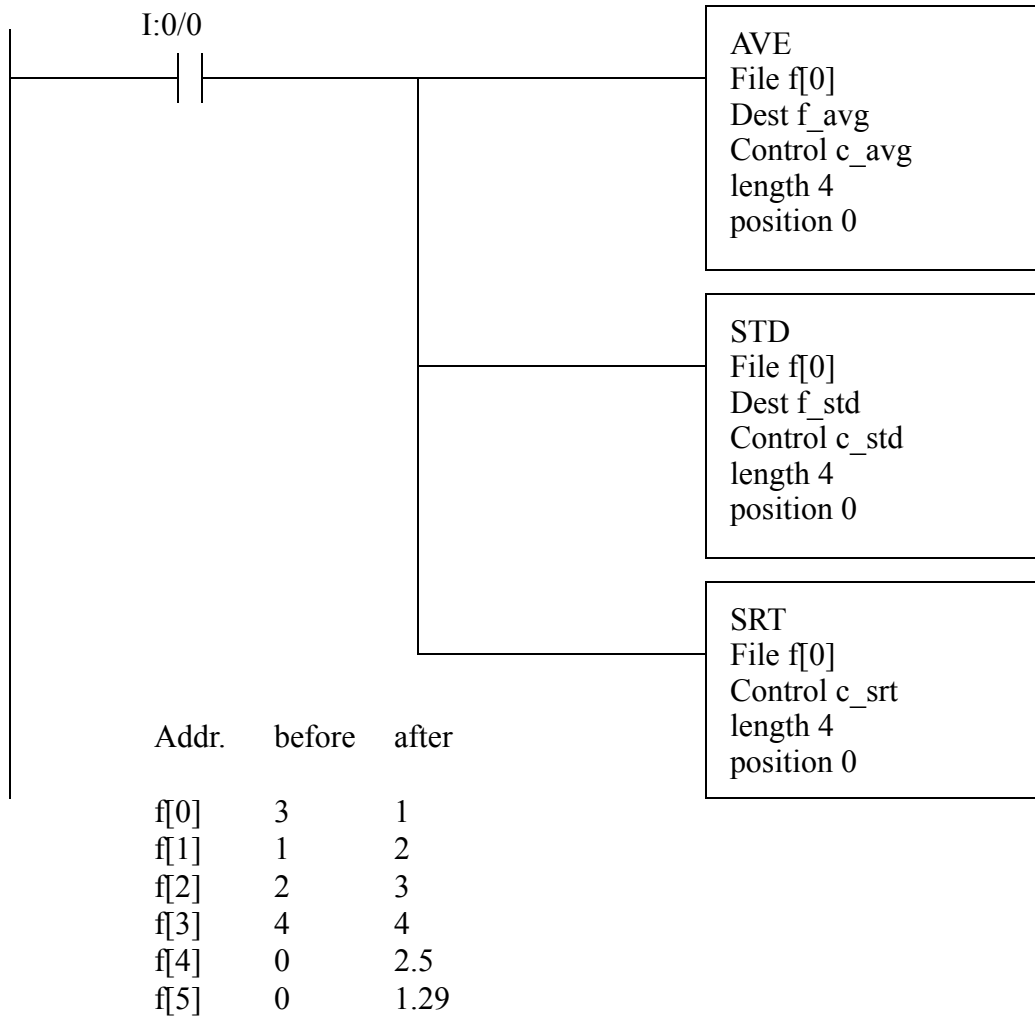 I:0/0
AVE
File f[0]
Dest f_avg
Control c_avg
length 4
position 0
STD
File f[0]
Dest f_std
Control c_std
length 4
position 0
SRT
File f[0]
Control c_srt
length 4
position 0
Addr. before after
f[0] 3 1
f[1] 1 2
f[2] 2 3
f[3] 4 4
f[4] 0 2.5
f[5] 0 1.29